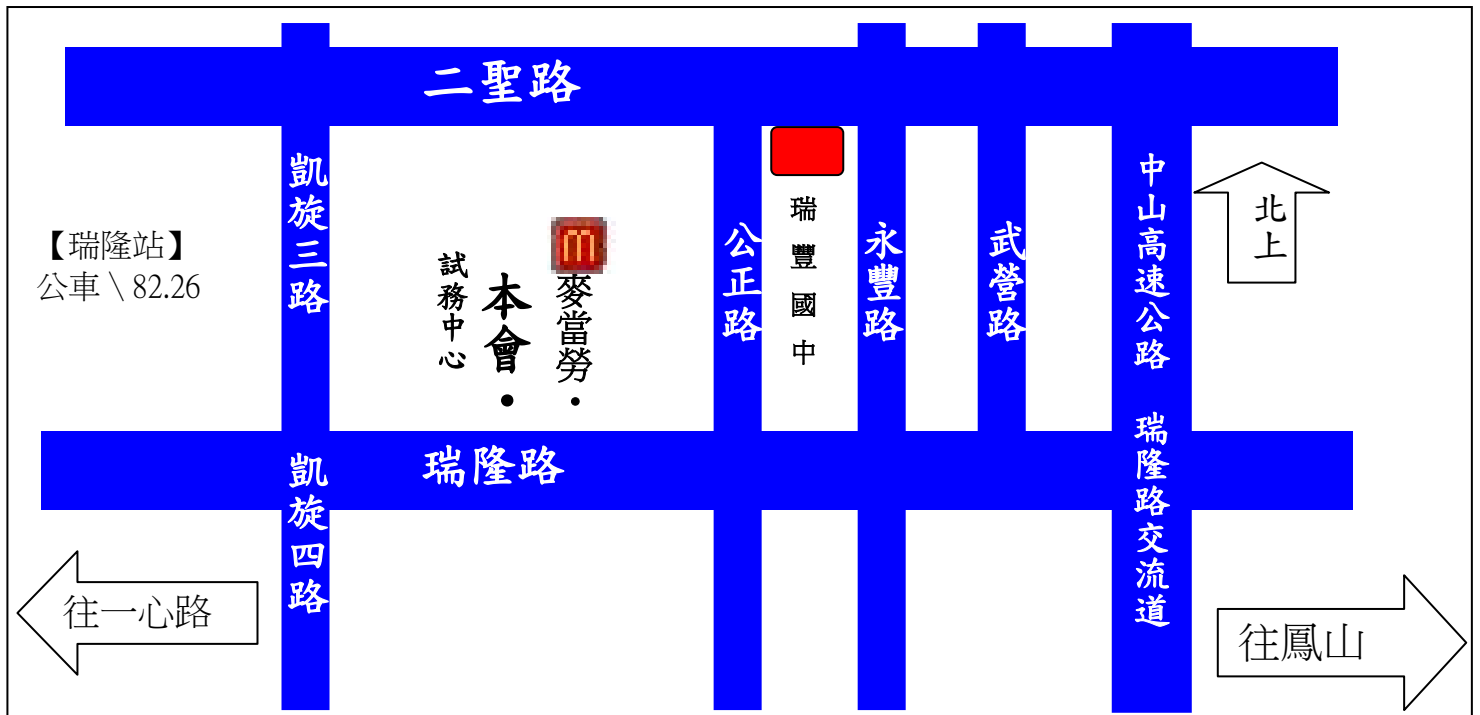 二聖路
凱旋三路
【瑞隆站】
公車\82.26
試務中心
本會．
麥當勞．
公正路
瑞豐國中
永豐路
武營路
中山高速公路 瑞隆路交流道
北上
瑞隆路
凱旋四路
往一心路
往鳳山